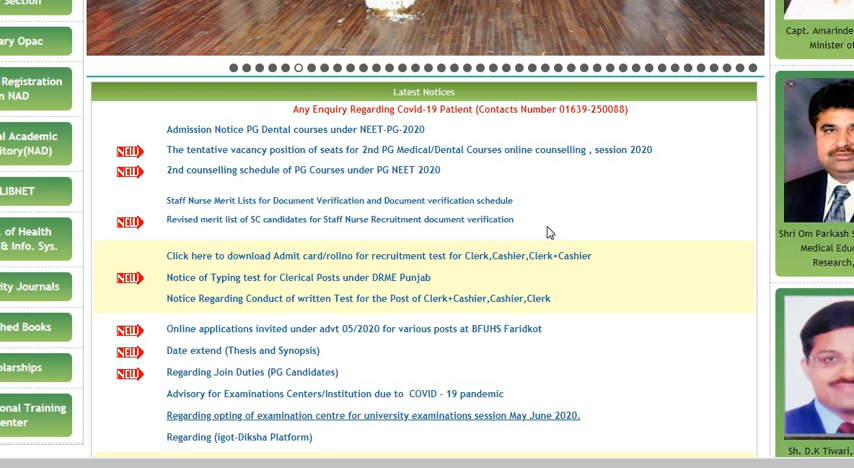 Section
ary Opac
Registration
n NAD
al Academic
itory(NAD)
LIBNET
of Health
& Info. Sys.
ity Journals
hed Books
olarships
onal Training
enter
Latest Notices
Any Enquiry Regarding Covid-19 Patient (Contacts Number 01639-250088)
Admission Notice PG Dental courses under NEET-PG-2020
NEW The tentative vacancy position of seats for 2nd PG Medical/Dental Courses online counselling , session 2020
NEW 2nd counselling schedule of PG Courses under PG NEET 2020
Staff Nurse Merit Lists for Document Verification and Document verification schedule
NEW Revised merit list of SC candidates for Staff Nurse Recruitment document verification
Click here to download Admit card/rollno for recruitment test for Clerk,Cashier,Clerk+Cashier
NEW Notice of Typing test for Clerical Posts under DRME Punjab
Notice Regarding Conduct of written Test for the Post of Clerk+Cashier,Cashier,Clerk
NEW Online applications invited under advt 05/2020 for various posts at BFUHS Faridkot
NEW Date extend (Thesis and Synopsis)
NEW Regarding Join Duties (PG Candidates)
Advisory for Examinations Centers/Institution due to COVID - 19 pandemic
Regarding opting of examination centre for university examinations session May June 2020.
Regarding (igot-Diksha Platform)
Capt. Amarinde
Minister of
Shri Om Parkash S
Medical Educ
Research,
Sh. D.K Tiwari,